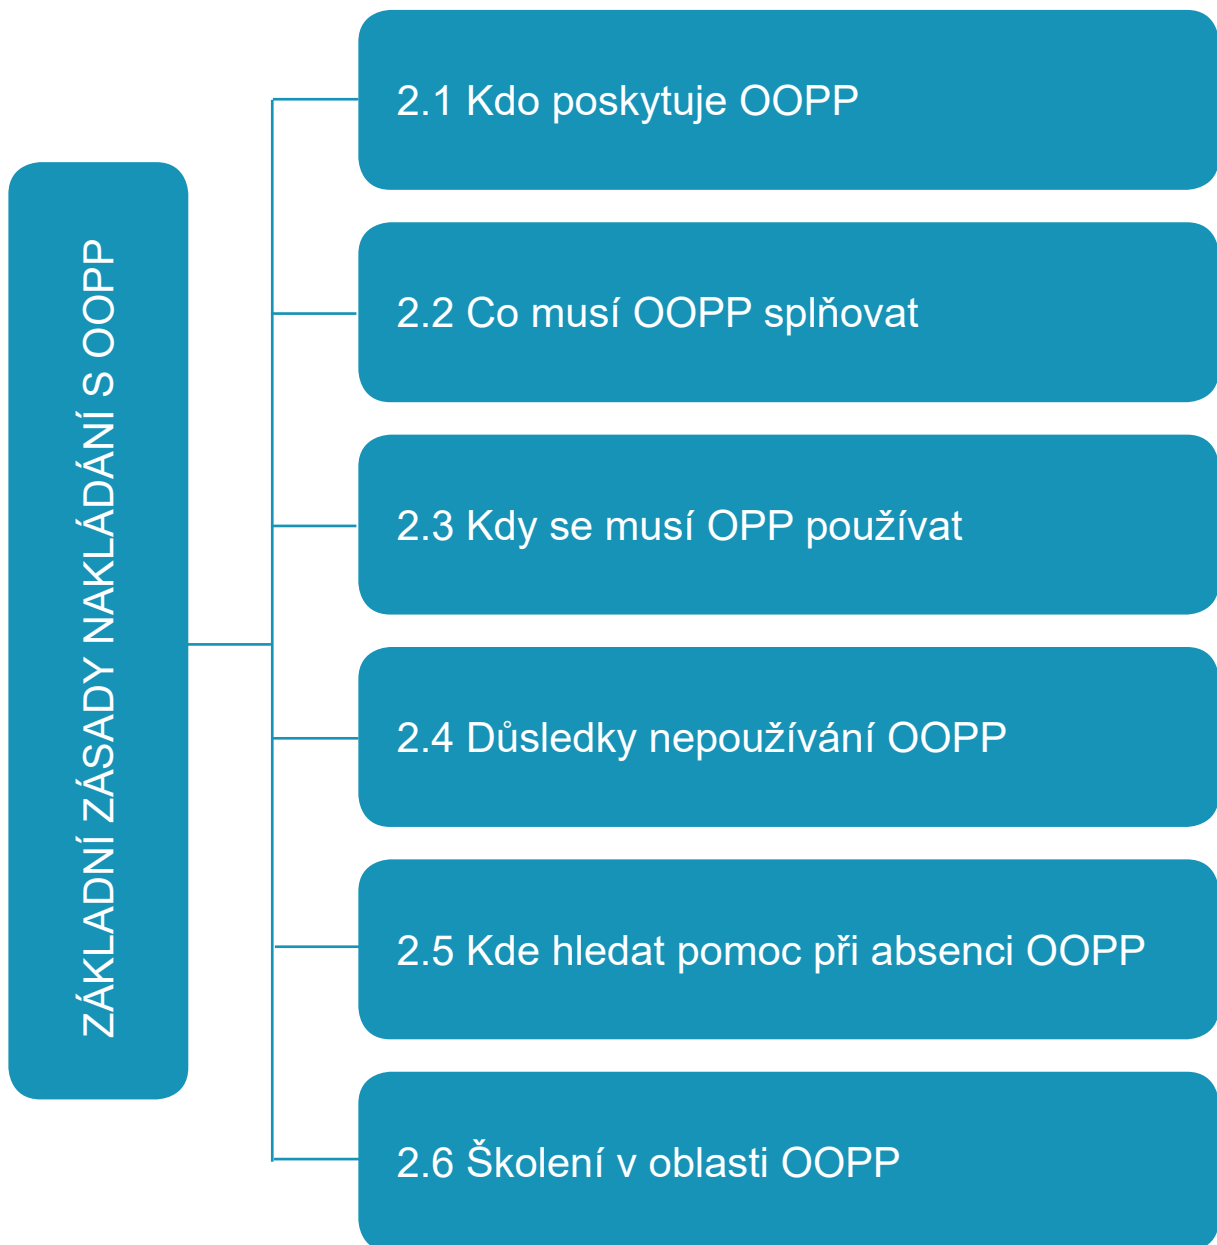 ZÁKLADNÍ ZÁSADY NAKLÁDÁNÍ S OOPP
2.1 Kdo poskytuje OOPP
2.2 Co musí OOPP splňovat
2.3 Kdy se musí OPP používat
2.4 Důsledky nepoužívání OOPP
2.5 Kde hledat pomoc při absenci OOPP
2.6 Školení v oblasti OOPP